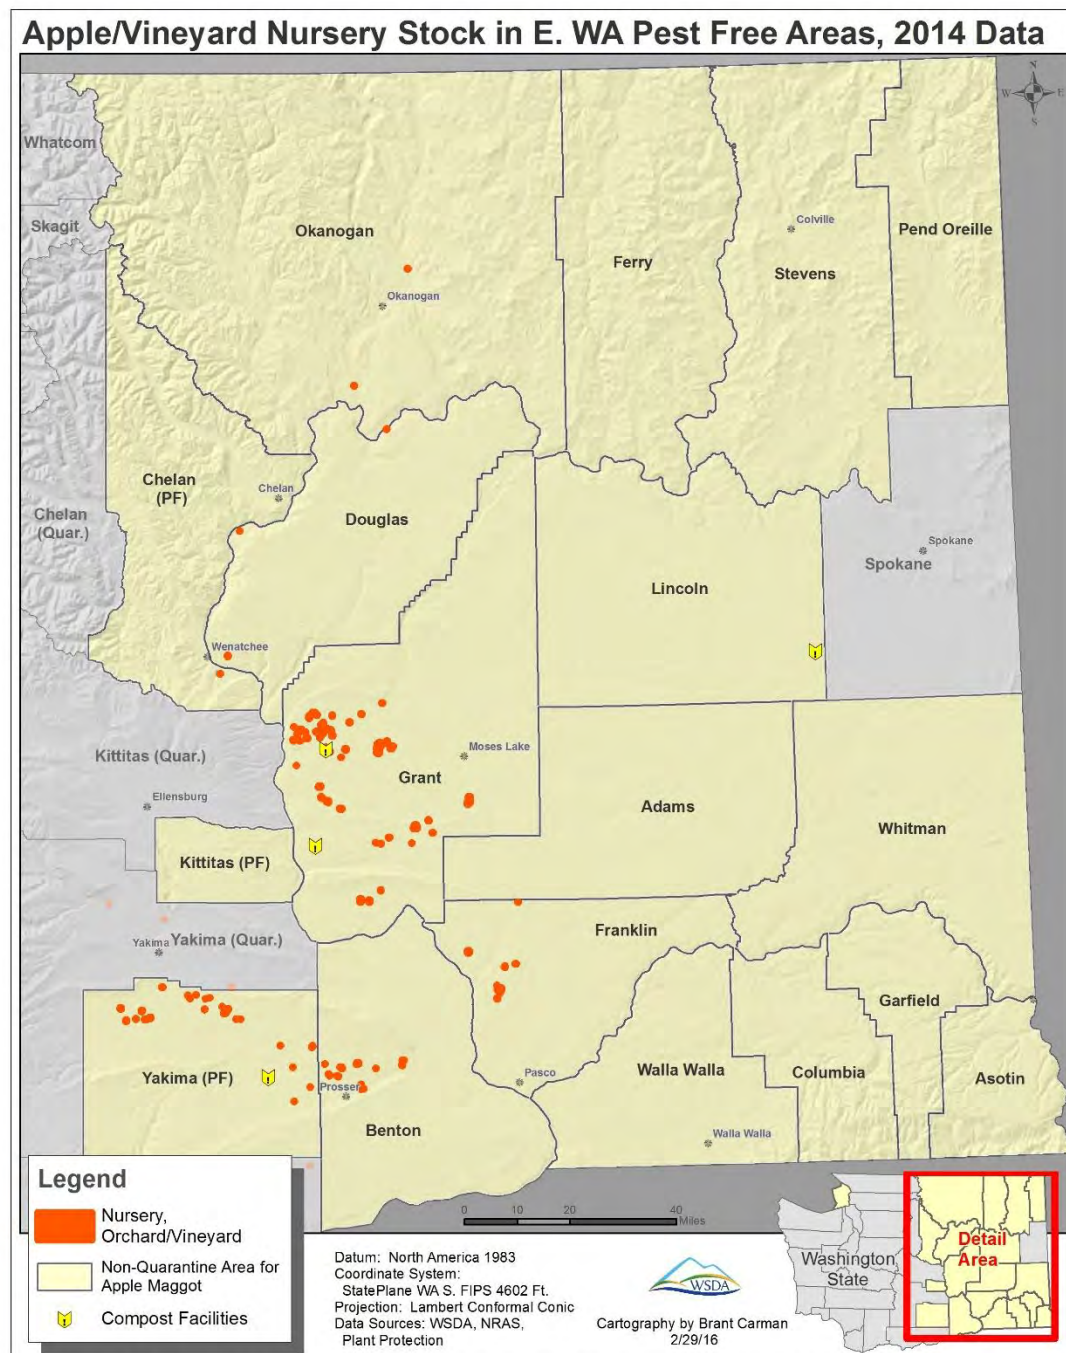 Apple/Vineyard Nursery Stock in E. WA Pest Free Areas, 2014 Data
N
W E
S
Whatcom
Skagit
Okanogan
Okanogan
Ferry
Colville
Stevens
Pend Oreille
Chelan
(PF)
Chelan
Chelan
(Quar.)
Douglas
Lincoln
Spokane
Spokane
Wenatchee
Kittitas (Quar.)
Ellensburg
Moses Lake
Grant
Adams
Whitman
Kittitas (PF)
Yakima
Yakima (Quar.)
Franklin
Garfield
Yakima (PF)
Prosser
Benton
Pasco
Walla Walla
Walla Walla
Columbia
Asotin
Legend
Nursery,
Orchard/Vineyard
Non-Quarantine Area for
Apple Maggot
Compost Facilities
0 10 20 40
Miles
Datum: North America 1983
Coordinate System:
StatePlane WA S. FIPS 4602 Ft.
Projection: Lambert Conformal Conic
Data Sources: WSDA, NRAS,
Plant Protection
WSDA
Cartography by Brant Carman
2/29/16
Washington
State
Detail
Area